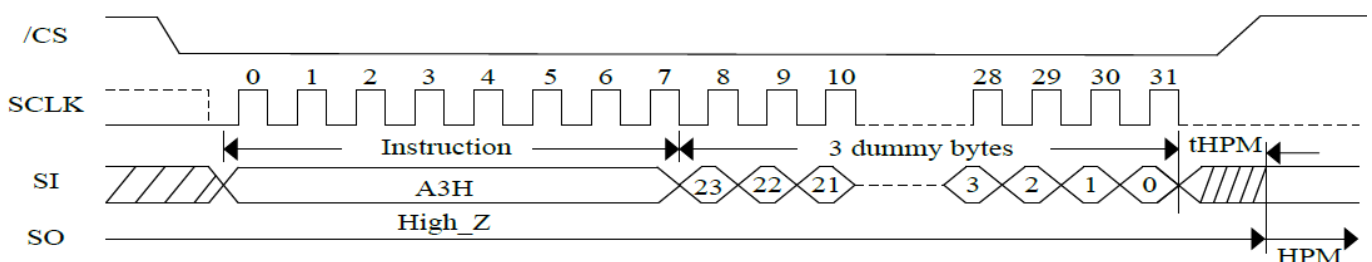 /CS
0 1 2 3 4 5 6 7 8 9 10 28 29 30 31
SCLK
Instruction 3 dummy bytes tHPM
SI A3H 23 22 21 3 2 1 0
High_Z
SO
HPM